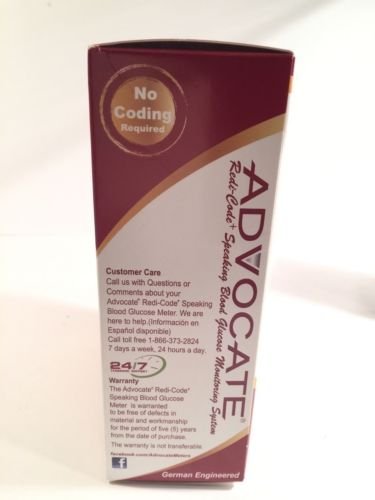 No
Coding
Required
ADVOCATE®
Redi-Code+ Speaking Blood Glucose Monitoring System
Customer Care
Call us with Questions or
Comments about your
Advocate® Redi-Code® Speaking
Blood Glucose Meter. We are
here to help.(Información en
Español disponible)
Call toll free 1-866-373-2824
7 days a week, 24 hours a day.
24/7
Warranty
The Advocate® Redi-Code®
Speaking Blood Glucose
Meter is warranted
to be free of defects in
material and workmanship
for the period of five (5) years
from the date of purchase.
The warranty is not transferable.
facebook.com/AdvocateMeters
f
German Engineered